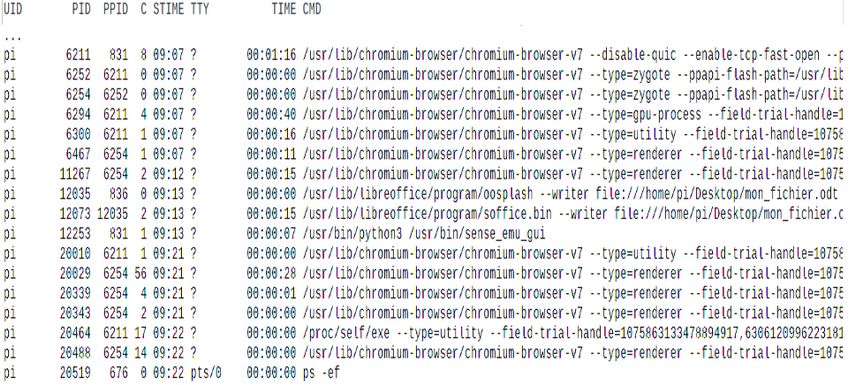 UID PID PPID C STIME TTY TIME CMD
...
pi 6211 831 8 09:07 ? 00:01:16 /usr/lib/chromium-browser/chromium-browser-v7 --disable-quic --enable-tcp-fast-open --p
pi 6252 6211 0 09:07 ? 00:00:00 /usr/lib/chromium-browser/chromium-browser-v7 --type=zygote --ppapi-flash-path=/usr/lib
pi 6254 6252 0 09:07 ? 00:00:00 /usr/lib/chromium-browser/chromium-browser-v7 --type=zygote --ppapi-flash-path=/usr/lib
pi 6294 6211 4 09:07 ? 00:00:40 /usr/lib/chromium-browser/chromium-browser-v7 --type=gpu-process --field-trial-handle=1
pi 6300 6211 1 09:07 ? 00:00:16 /usr/lib/chromium-browser/chromium-browser-v7 --type=utility --field-trial-handle=10758
pi 6467 6254 1 09:07 ? 00:00:11 /usr/lib/chromium-browser/chromium-browser-v7 --type=renderer --field-trial-handle=1075
pi 11267 6254 2 09:12 ? 00:00:15 /usr/lib/chromium-browser/chromium-browser-v7 --type=renderer --field-trial-handle=1075
pi 12035 836 0 09:13 ? 00:00:00 /usr/lib/libreoffice/program/oosplash --writer file:///home/pi/Desktop/mon_fichier.odt
pi 12073 12035 2 09:13 ? 00:00:15 /usr/lib/libreoffice/program/soffice.bin --writer file:///home/pi/Desktop/mon_fichier.o
pi 12253 831 1 09:13 ? 00:00:07 /usr/bin/python3 /usr/bin/sense_emu_gui
pi 20010 6211 1 09:21 ? 00:00:00 /usr/lib/chromium-browser/chromium-browser-v7 --type=utility --field-trial-handle=10758
pi 20029 6254 56 09:21 ? 00:00:28 /usr/lib/chromium-browser/chromium-browser-v7 --type=renderer --field-trial-handle=1075
pi 20339 6254 4 09:21 ? 00:00:01 /usr/lib/chromium-browser/chromium-browser-v7 --type=renderer --field-trial-handle=1075
pi 20343 6254 2 09:21 ? 00:00:00 /usr/lib/chromium-browser/chromium-browser-v7 --type=renderer --field-trial-handle=1075
pi 20464 6211 17 09:22 ? 00:00:00 /proc/self/exe --type=utility --field-trial-handle=1075863133478894917,6306120996223181
pi 20488 6254 14 09:22 ? 00:00:00 /usr/lib/chromium-browser/chromium-browser-v7 --type=renderer --field-trial-handle=1075
pi 20519 676 0 09:22 pts/0 00:00:00 ps -ef